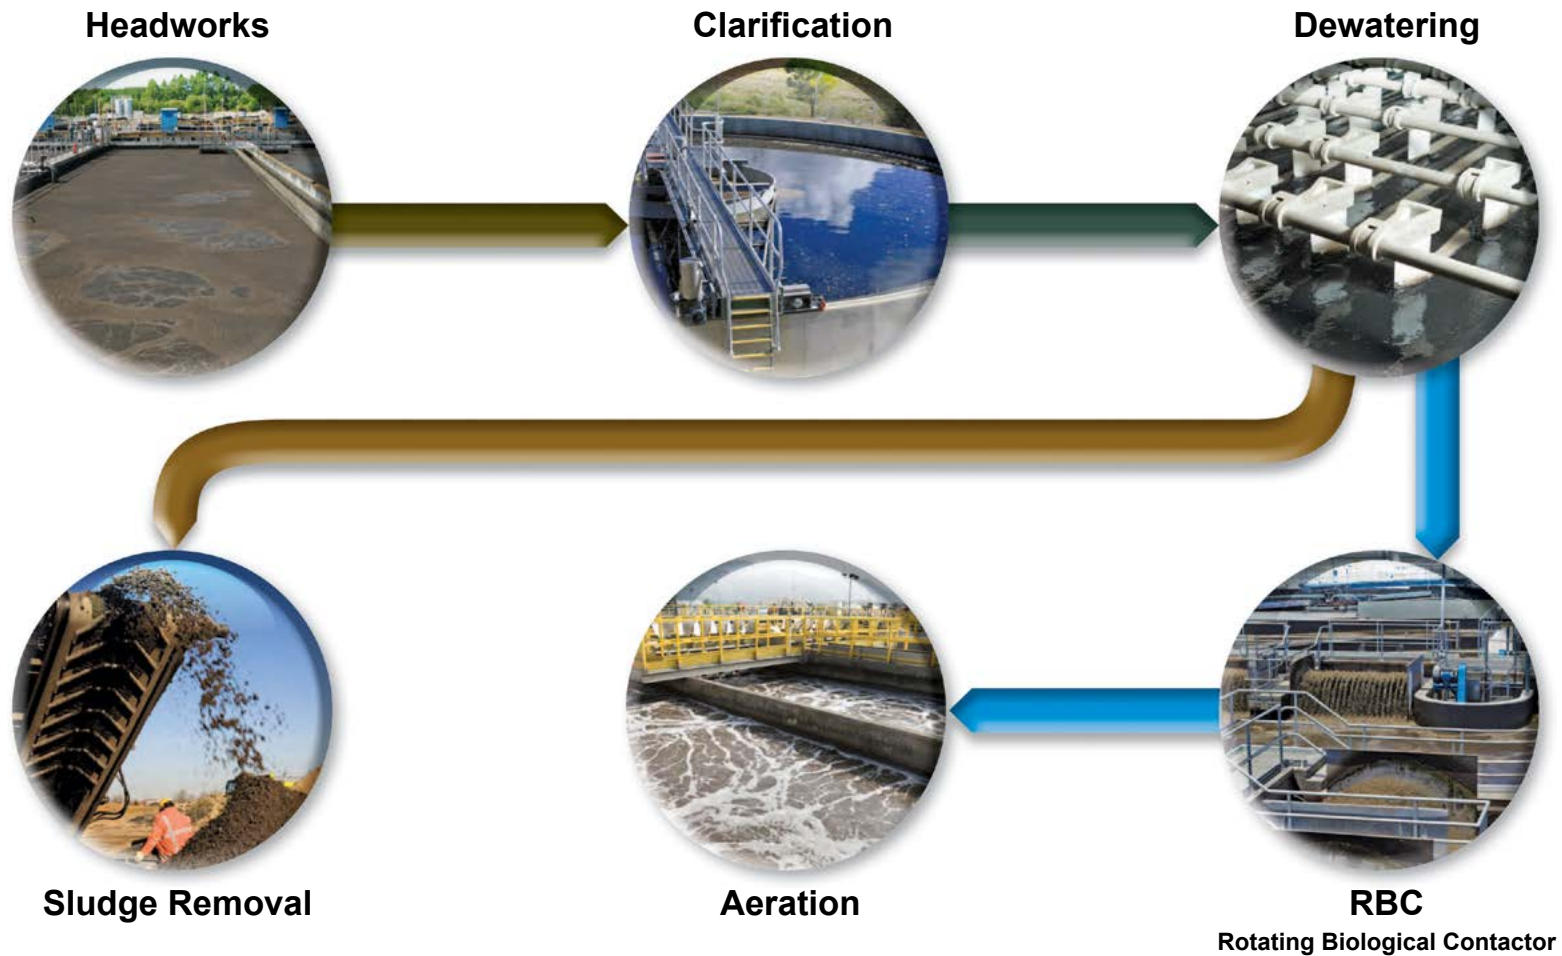 Headworks
Clarification
Dewatering
Sludge Removal
Aeration
RBC
Rotating Biological Contactor